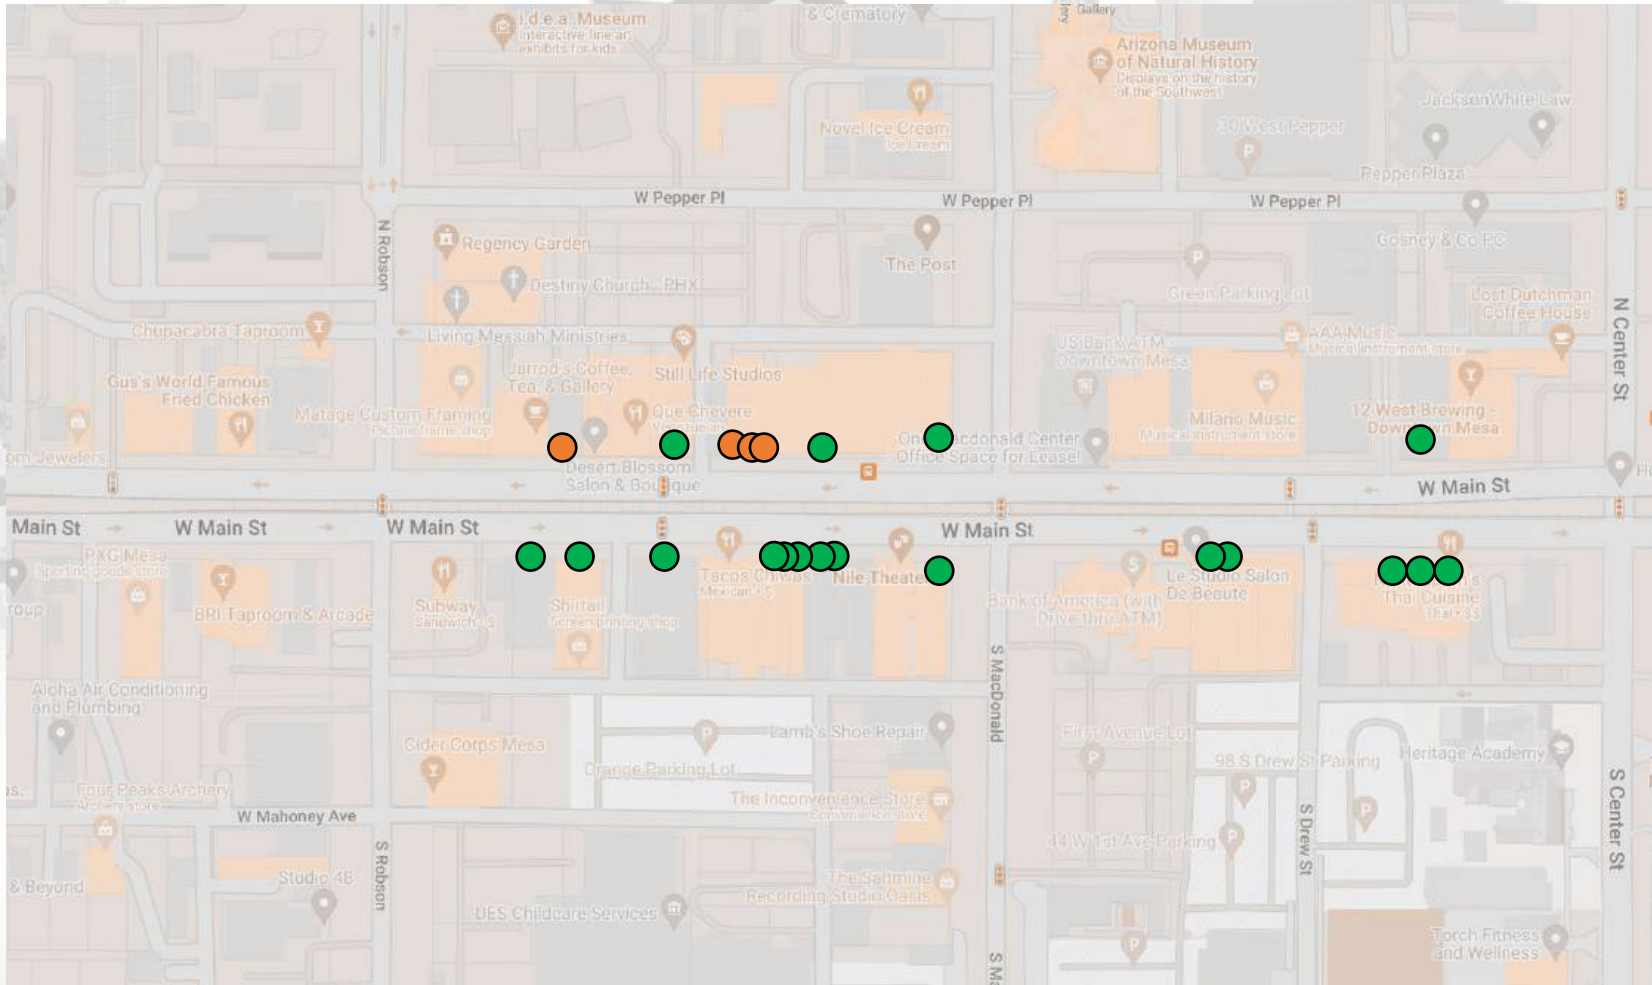 i.d.e.a. Museum
Interactive fine art
exhibits for kids
& Crematory
Gallery
Arizona Museum
of Natural History
Displays on the history
of the Southwest
Novel Ice Cream
Ice Cream
30 West Pepper
P
JacksonWhite Law
Pepper Plaza
W Pepper Pl
W Pepper Pl
W Pepper Pl
N Robson
Regency Garden
Destiny Church - PHX
The Post
Gosney & Co PC
P
Green Parking Lot
Lost Dutchman
Coffee House
N Center St
Chupacabra Taproom
Living Messiah Ministries
US Bank ATM -
Downtown Mesa
AAA Music
Musical instrument store
Gus's World Famous
Fried Chicken
Jarrod's Coffee,
Tea, & Gallery
Still Life Studios
Matage Custom Framing
Picture frame shop
Que Chevere
Milano Music
Musical instrument store
12 West Brewing -
Mesa
Jewelers
Desert Blossom
Salon & Boutique
Macdonald Center
Office Space for Lease!
W Main St
Main St
W Main St
W Main St
W Main St
PXG Mesa
Sporting goods store
roup
BRI Taproom & Arcade
Subway
Sandwich • $
Shirtail
Screen printing shop
Tacos Chiwas
Mexican • $
Nile Theater
$
Bank of America (with
Drive-thru ATM)
Le Studio Salon
De Beaute
Thai Cuisine
Thai • $$
S MacDonald
Aloha Air Conditioning
and Plumbing
Cider Corps Mesa
P
Orange Parking Lot
Lamb's Shoe Repair
First Avenue Lot
P
98 S Drew St Parking
P
P
Heritage Academy
S Center St
Four Peaks Archery
Archery store
W Mahoney Ave
The Inconvenience Store
Convenience store
44 W 1st Ave Parking
P
S Drew St
S Robson
& Beyond
Studio 48
DES Childcare Services
The Saltmine
Recording Studio Oasis
P
Torch Fitness
and Wellness
S Ma